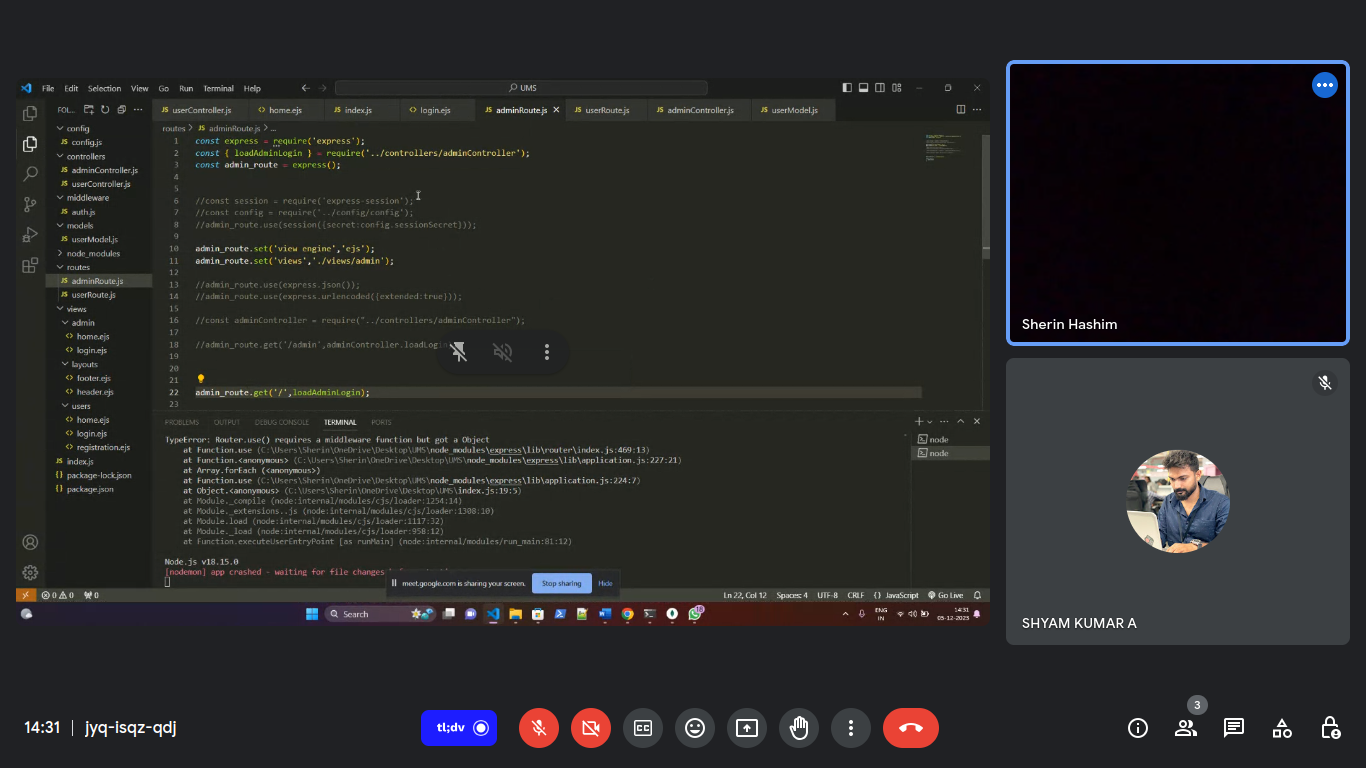 File Edit Selection View Go Run Terminal Help
UMS
FOL...
userController.js home.ejs index.js login.ejs adminRoute.js userRoute.js adminController.js userModel.js
routes > adminRoute.js > ...
config
config.js
controllers
adminController.js
userController.js
middleware
auth.js
models
userModel.js
node_modules
routes
adminRoute.js
userRoute.js
views
admin
home.ejs
login.ejs
layouts
footer.ejs
header.ejs
users
home.ejs
login.ejs
registration.ejs
index.js
package-lock.json
package.json
1 const express = require('express');
2 const { loadAdminLogin } = require('../controllers/adminController');
3 const admin_route = express();
4
5
6 //const session = require('express-session');
7 //const config = require('../config/config');
8 //admin_route.use(session({secret:config.sessionSecret}));
9
10 admin_route.set('view engine','ejs');
11 admin_route.set('views','./views/admin');
12
13 //admin_route.use(express.json());
14 //admin_route.use(express.urlencoded({extended:true}));
15
16 //const adminController = require("../controllers/adminController");
17
18 //admin_route.get('/admin',adminController.loadLogin
19
20
21
22 admin_route.get('/',loadAdminLogin);
23
PROBLEMS OUTPUT DEBUG CONSOLE TERMINAL PORTS
TypeError: Router.use() requires a middleware function but got a Object
at Function.use (C:\Users\Sherin\OneDrive\Desktop\UMS\node_modules\express\lib\router\index.js:469:13)
at Function.<anonymous> (C:\Users\Sherin\OneDrive\Desktop\UMS\node_modules\express\lib\application.js:227:21)
at Array.forEach (<anonymous>)
at Function.use (C:\Users\Sherin\OneDrive\Desktop\UMS\node_modules\express\lib\application.js:224:7)
at Object.<anonymous> (C:\Users\Sherin\OneDrive\Desktop\UMS\index.js:19:5)
at Module._compile (node:internal/modules/cjs/loader:1254:14)
at Module._extensions..js (node:internal/modules/cjs/loader:1308:10)
at Module.load (node:internal/modules/cjs/loader:1117:32)
at Module._load (node:internal/modules/cjs/loader:958:12)
at Function.executeUserEntryPoint [as runMain] (node:internal/modules/run_main:81:12)
Node.js v18.15.0
[nodemon] app crashed - waiting for file changes
node
node
meet.google.com is sharing your screen. Stop sharing Hide
0 0 0 Ln 22, Col 12 Spaces: 4 UTF-8 CRLF {} JavaScript Go Live
Search
ENG
IN
14:31
05-12-2023
Sherin Hashim
SHYAM KUMAR A
14:31 | jyq-isqz-qdj
tl;dv
3